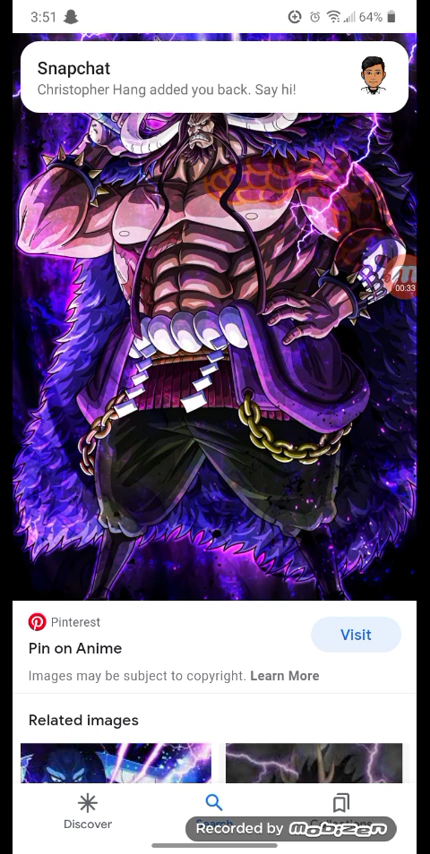 3:51
64%
Snapchat
Christopher Hang added you back. Say hi!
00:33
Pinterest
Visit
Pin on Anime
Images may be subject to copyright. Learn More
Related images
Discover
Recorded by mobizen